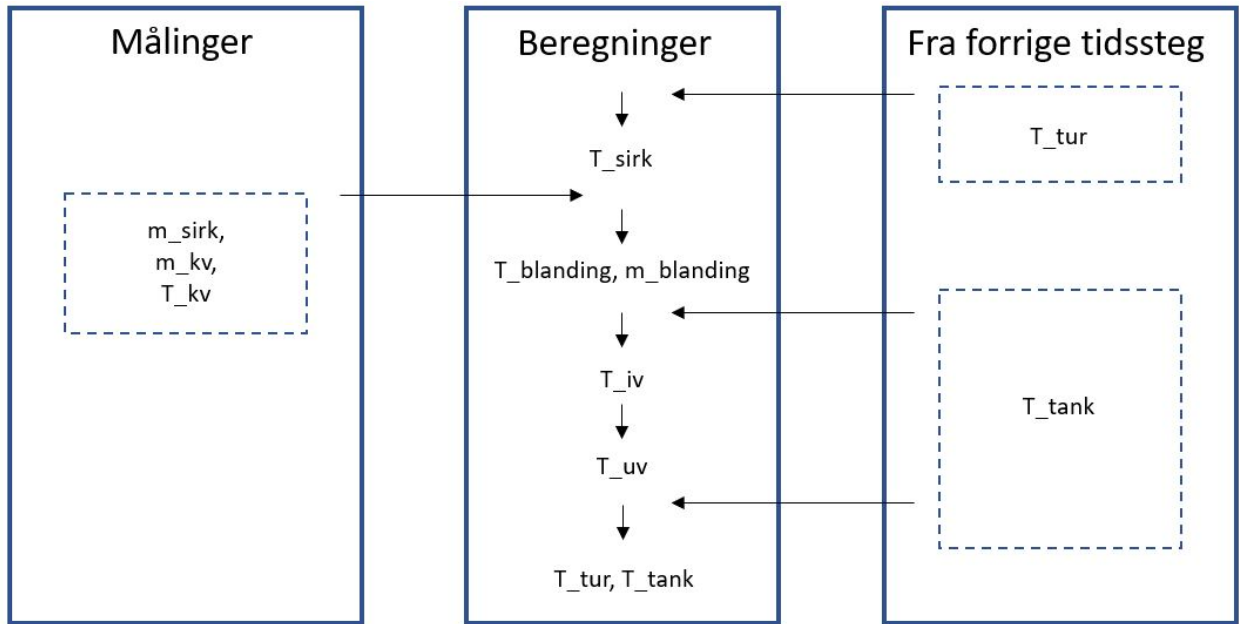 Målinger
m_sirk,
m_kv,
T_kv
Beregninger
T_sirk
T_blanding, m_blanding
T_iv
T_uv
T_tur, T_tank
Fra forrige tidssteg
T_tur
T_tank